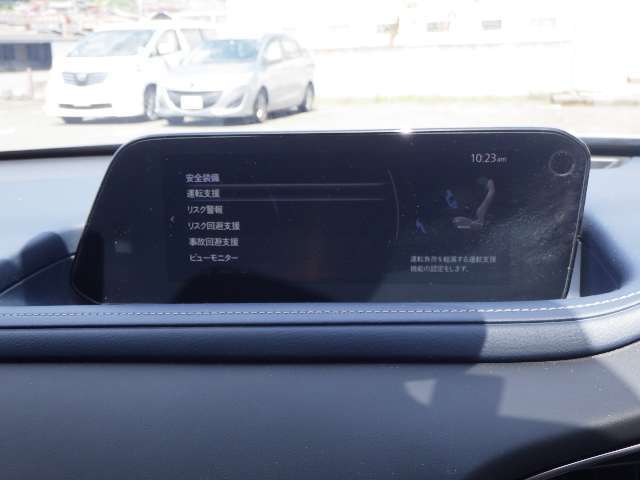 10:23am
安全装備
運転支援
リスク警報
リスク回避支援
事故回避支援
ビューモニター
運転負荷を軽減する運転支援
機能の設定をします。